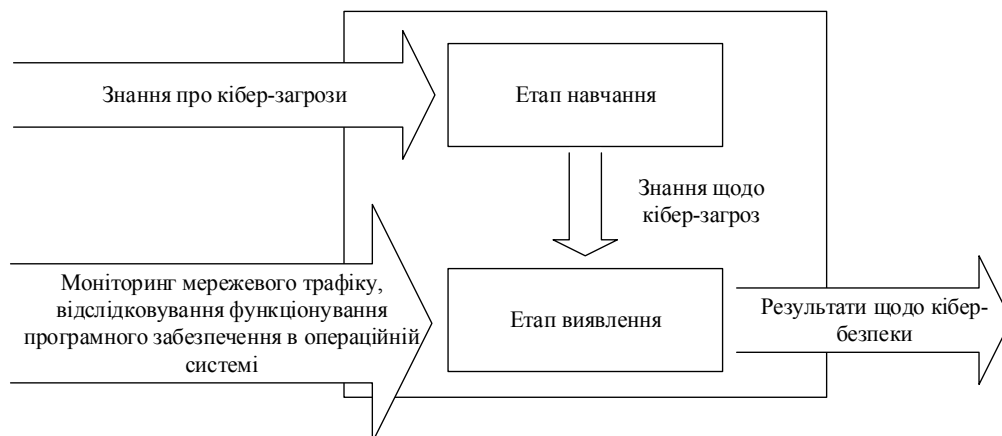 Знання про кібер-загрози
Етап навчання
Знання щодо
кібер-загроз
Моніторинг мережевого трафіку,
відслідковування функціонування
програмного забезпечення в операційній
системі
Етап виявлення
Результати щодо кібер-
безпеки